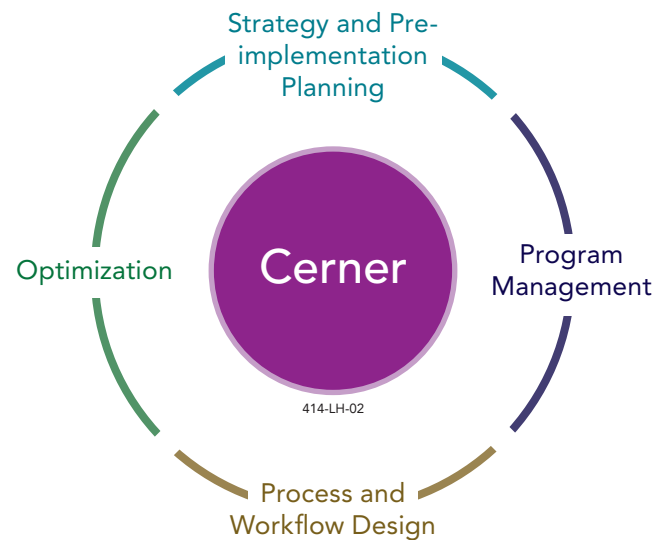 Strategy and Pre-
implementation
Planning
Program
Management
Optimization
Cerner
414-LH-02
Process and
Workflow Design